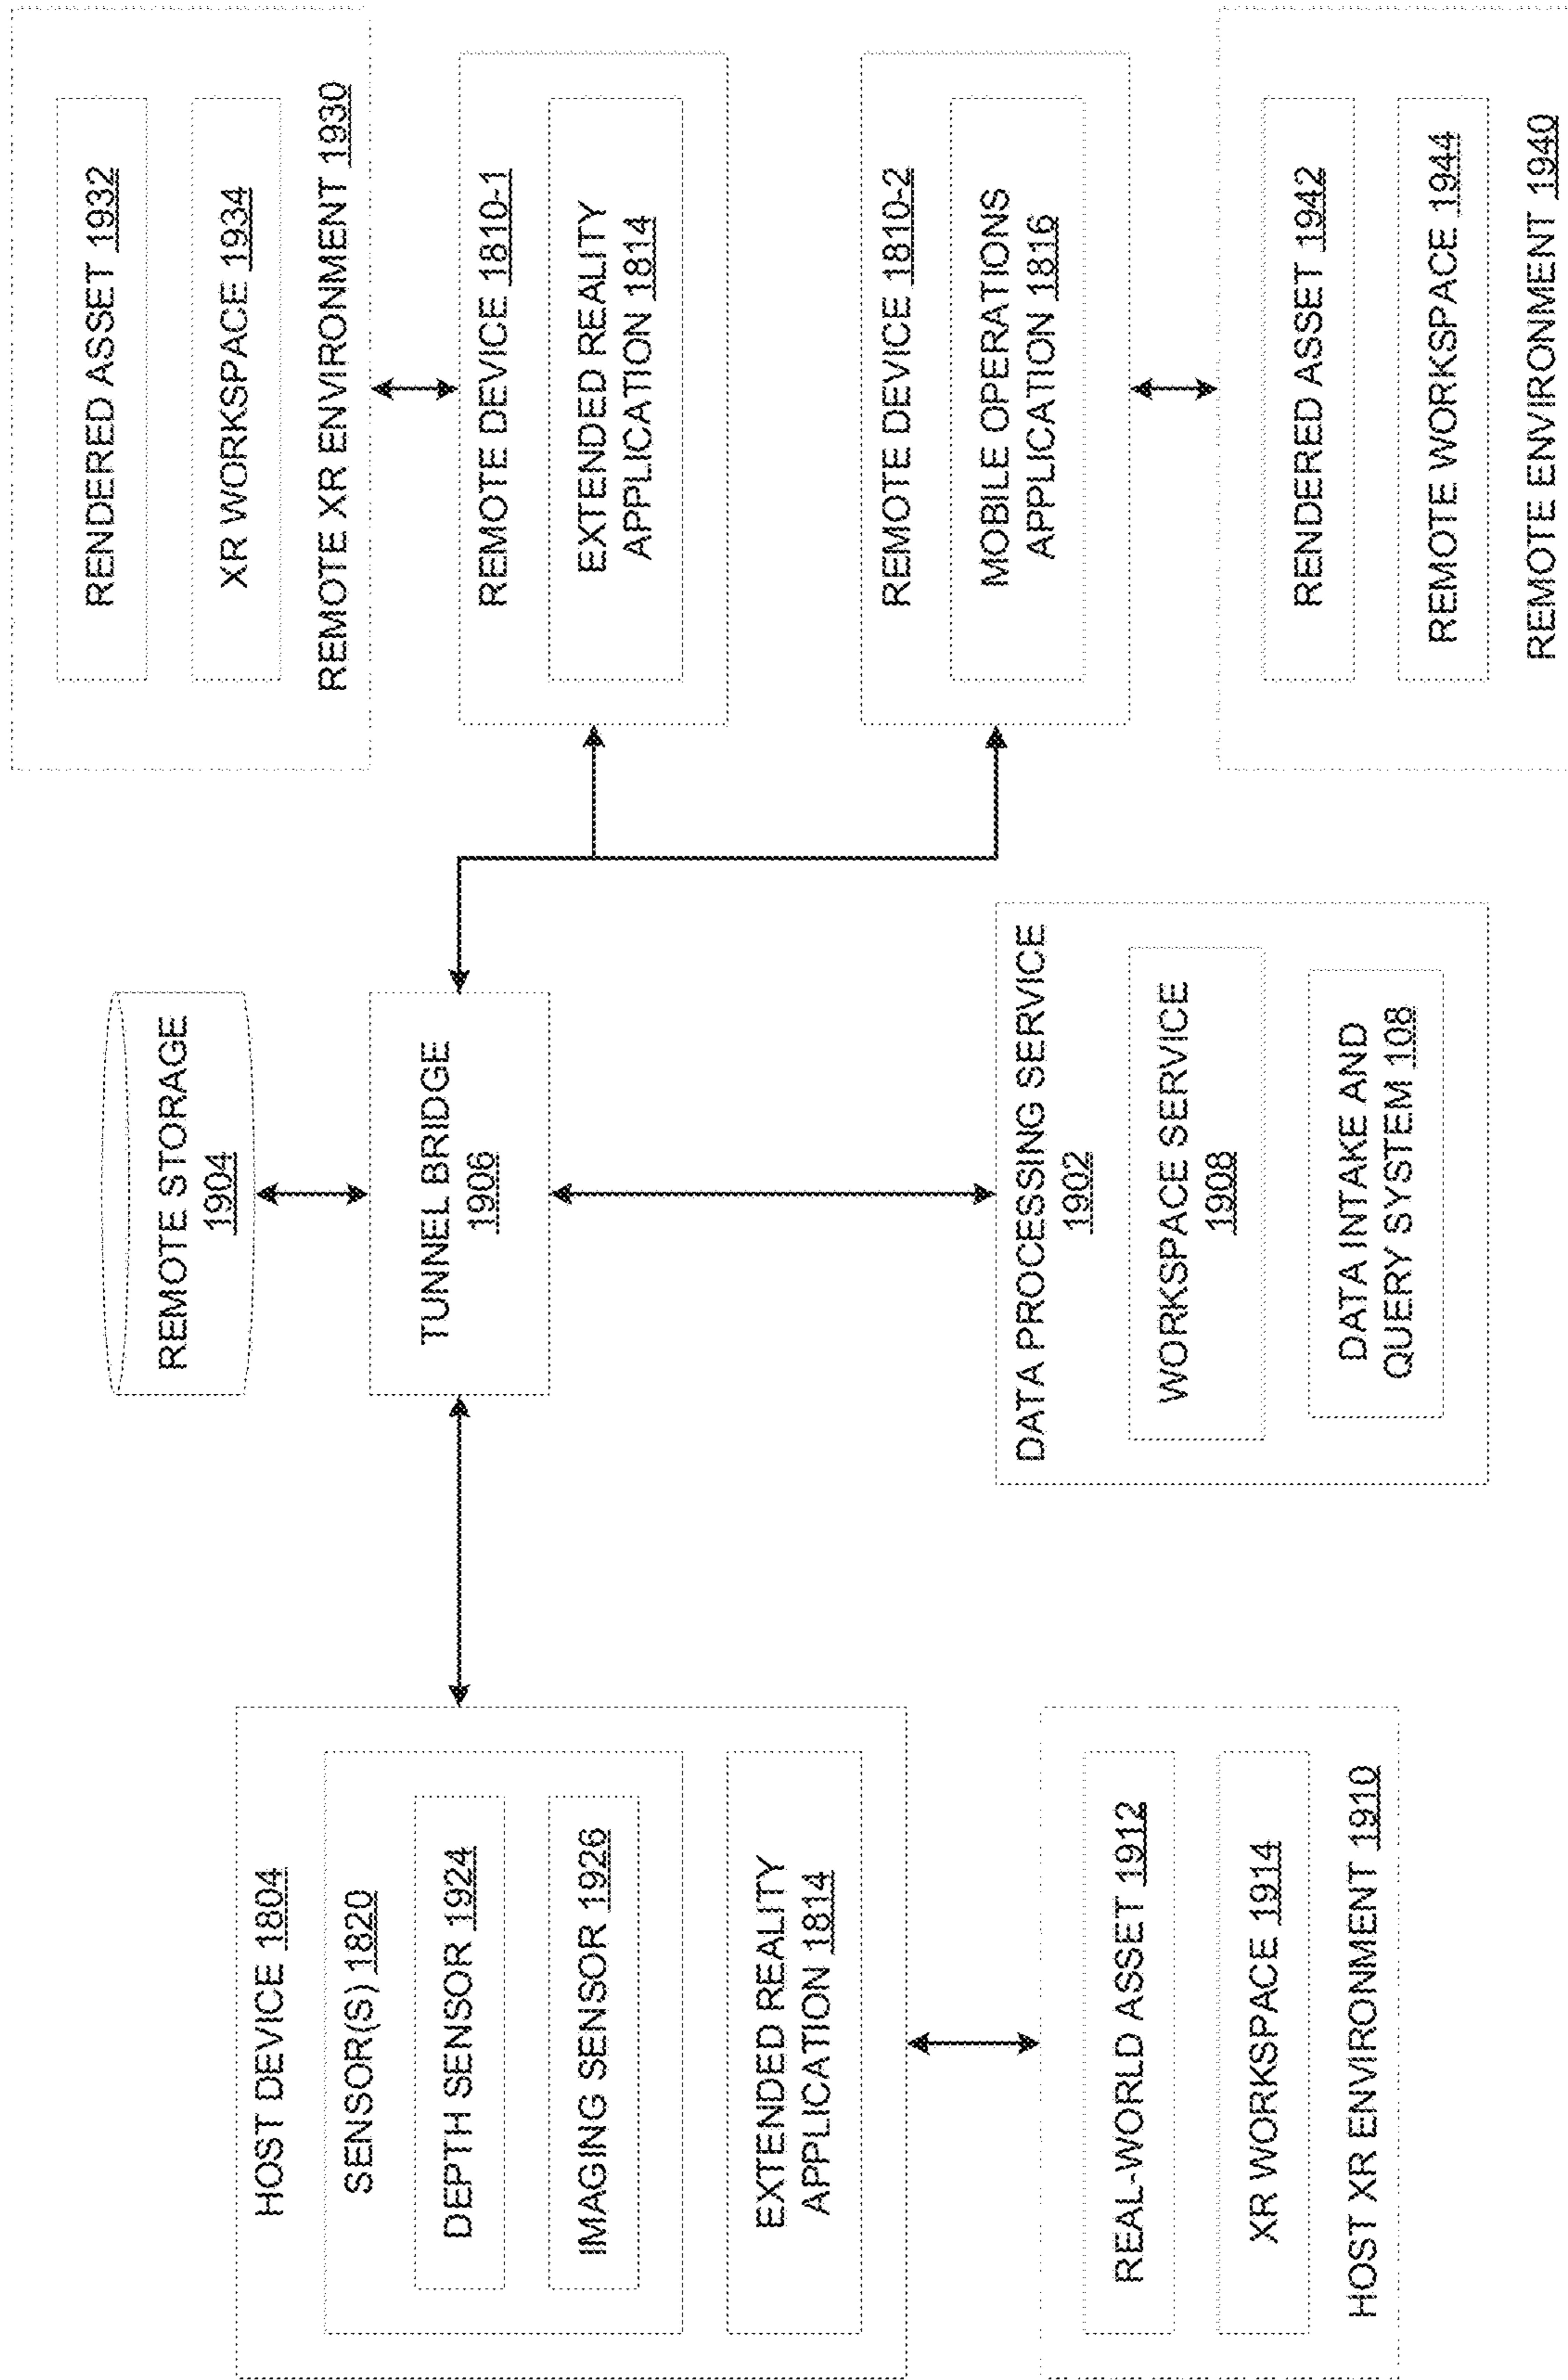 HOST DEVICE 1804
SENSOR(S) 1820
DEPTH SENSOR 1924
IMAGING SENSOR 1926
EXTENDED REALITY
APPLICATION 1814
REAL-WORLD ASSET 1912
XR WORKSPACE 1914
HOST XR ENVIRONMENT 1910
REMOTE STORAGE
1904
TUNNEL BRIDGE
1906
DATA PROCESSING SERVICE
1902
WORKSPACE SERVICE
1908
DATA INTAKE AND
QUERY SYSTEM 108
RENDERED ASSET 1932
XR WORKSPACE 1934
REMOTE XR ENVIRONMENT 1930
REMOTE DEVICE 1810-1
EXTENDED REALITY
APPLICATION 1814
REMOTE DEVICE 1810-2
MOBILE OPERATIONS
APPLICATION 1816
RENDERED ASSET 1942
REMOTE WORKSPACE 1944
REMOTE ENVIRONMENT 1940